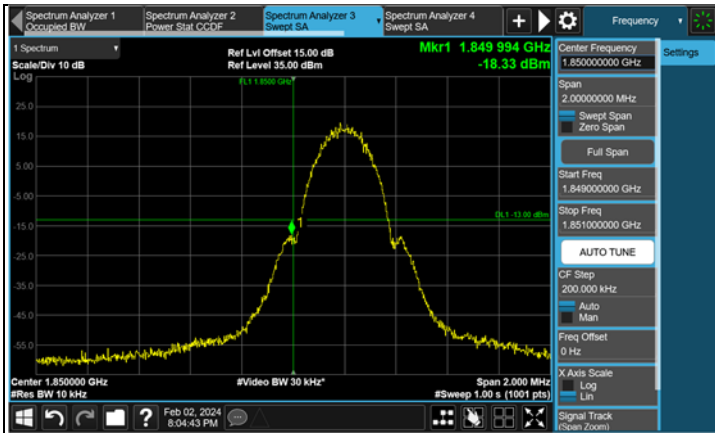 Spectrum Analyzer 1
Occupied BW
Spectrum Analyzer 2
Power Stat CCDF
Spectrum Analyzer 3
Swept SA
Spectrum Analyzer 4
Swept SA
Frequency
1 Spectrum
Scale/Div 10 dB
Log
Ref Lvl Offset 15.00 dB
Ref Level 35.00 dBm
Mkr1 1.849 994 GHz
-18.33 dBm
FL1 1.8500 GHz
25.0
15.0
5.00
-5.00
DL1 -13.00 dBm
1
-15.0
-25.0
-35.0
-45.0
-55.0
Center 1.850000 GHz
#Res BW 10 kHz
#Video BW 30 kHz*
Span 2.000 MHz
#Sweep 1.00 s (1001 pts)
Feb 02, 2024
8:04:43 PM
Center Frequency
1.850000000 GHz
Settings
Span
2.00000000 MHz
Swept Span
Zero Span
Full Span
Start Freq
1.849000000 GHz
Stop Freq
1.851000000 GHz
AUTO TUNE
CF Step
200.000 kHz
Auto
Man
Freq Offset
0 Hz
X Axis Scale
Log
Lin
Signal Track
(Span Zoom)